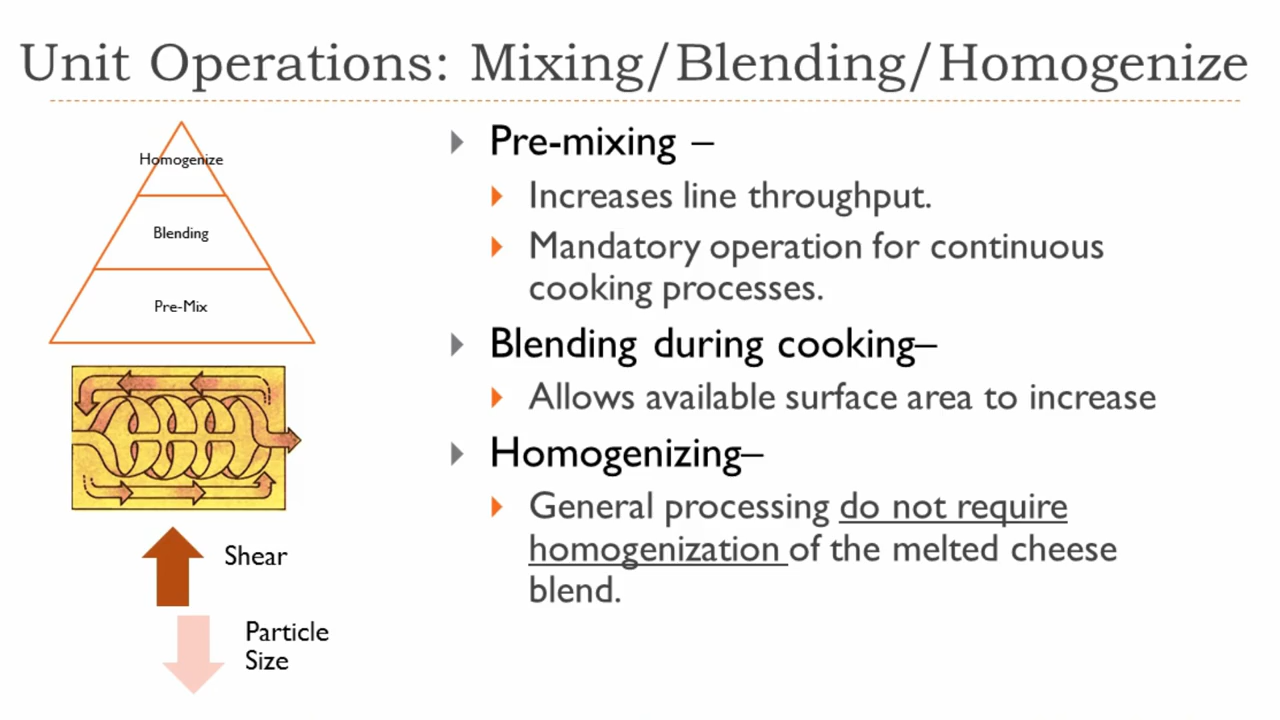 Unit Operations: Mixing/Blending/Homogenize
Homogenize
Blending
Pre-Mix
Shear
Particle
Size
Pre-mixing –
Increases line throughput.
Mandatory operation for continuous
cooking processes.
Blending during cooking–
Allows available surface area to increase
Homogenizing–
General processing do not require
homogenization of the melted cheese
blend.